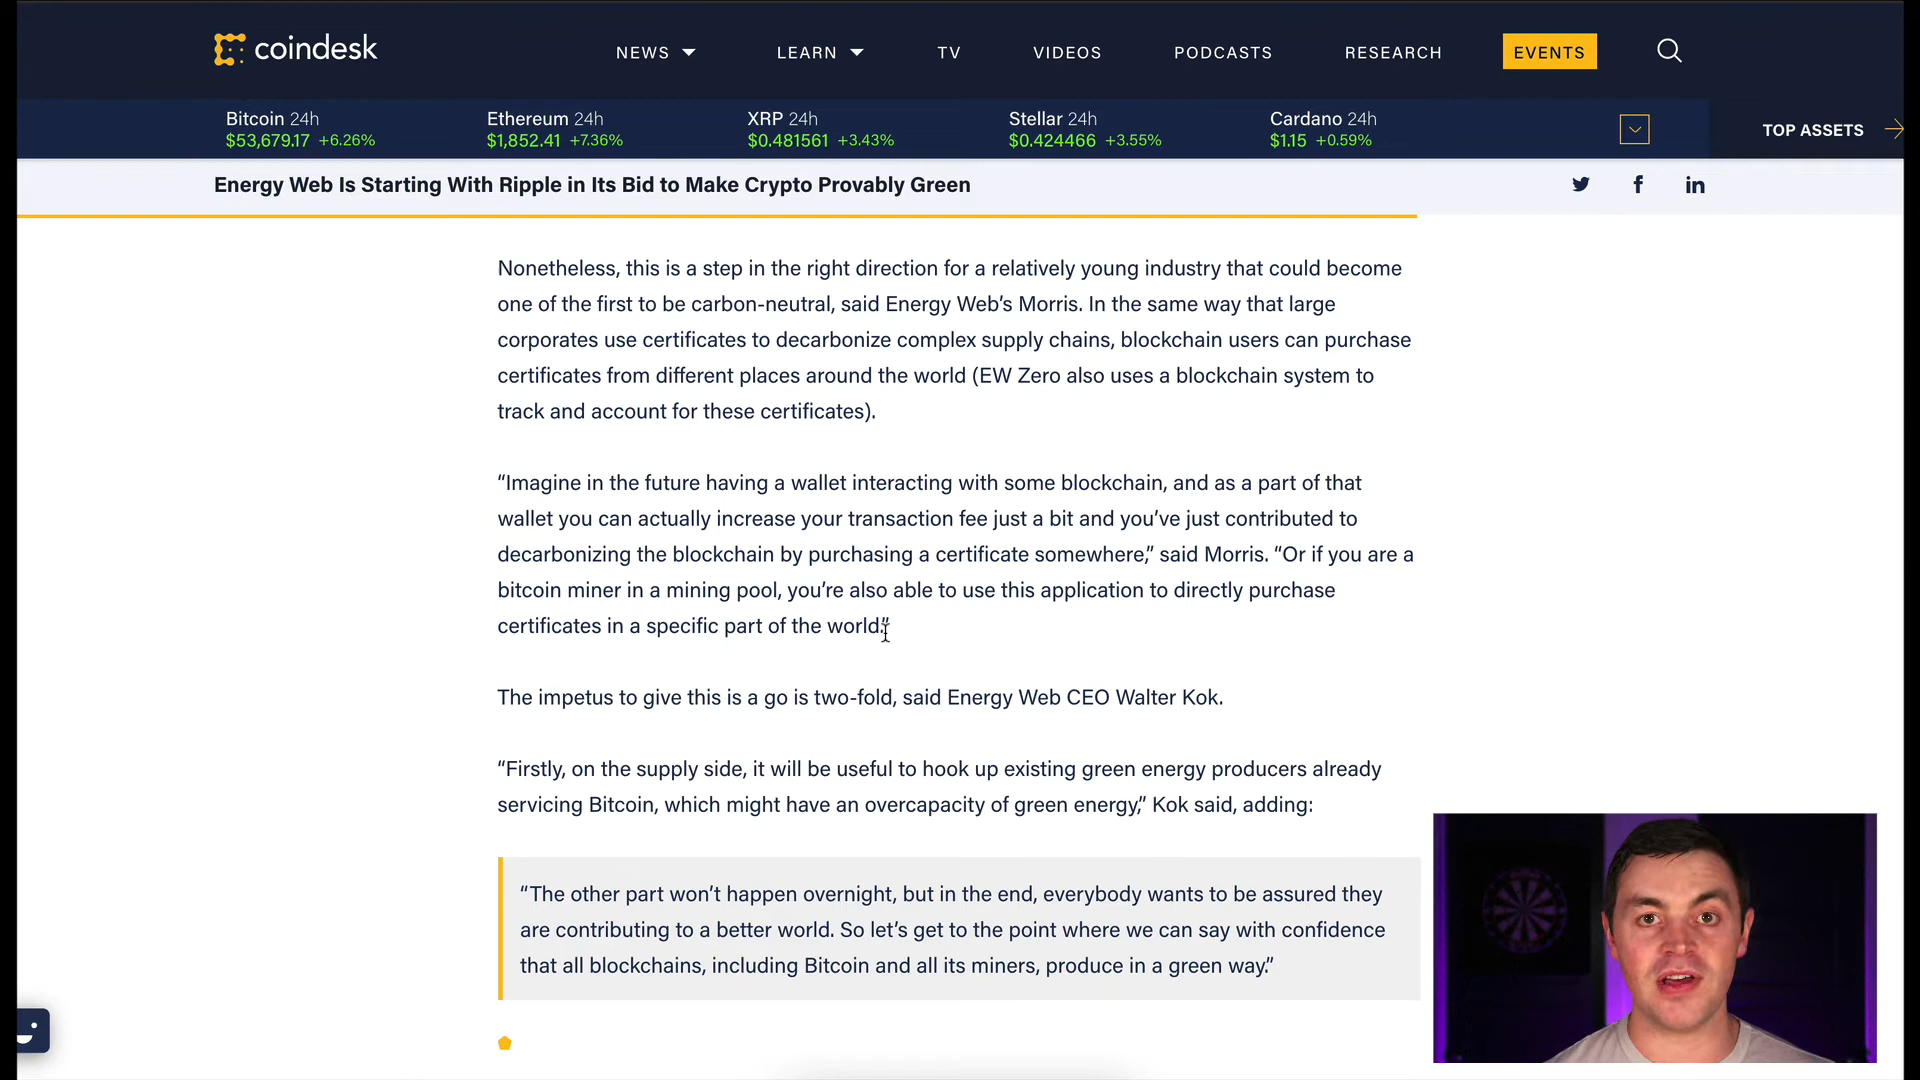 coindesk
NEWS
LEARN
TV
VIDEOS
PODCASTS
RESEARCH
EVENTS
Bitcoin 24h
$53,679.17 +6.26%
Ethereum 24h
$1,852.41 +7.36%
XRP 24h
$0.481561 +3.43%
Stellar 24h
$0.424466 +3.55%
Cardano 24h
$1.15 +0.59%
TOP ASSETS
Energy Web Is Starting With Ripple in Its Bid to Make Crypto Provably Green
Nonetheless, this is a step in the right direction for a relatively young industry that could become
one of the first to be carbon-neutral, said Energy Web’s Morris. In the same way that large
corporates use certificates to decarbonize complex supply chains, blockchain users can purchase
certificates from different places around the world (EW Zero also uses a blockchain system to
track and account for these certificates).
“Imagine in the future having a wallet interacting with some blockchain, and as a part of that
wallet you can actually increase your transaction fee just a bit and you’ve just contributed to
decarbonizing the blockchain by purchasing a certificate somewhere,” said Morris. “Or if you are a
bitcoin miner in a mining pool, you’re also able to use this application to directly purchase
certificates in a specific part of the world.”
The impetus to give this is a go is two-fold, said Energy Web CEO Walter Kok.
“Firstly, on the supply side, it will be useful to hook up existing green energy producers already
servicing Bitcoin, which might have an overcapacity of green energy,” Kok said, adding:
“The other part won’t happen overnight, but in the end, everybody wants to be assured they
are contributing to a better world. So let’s get to the point where we can say with confidence
that all blockchains, including Bitcoin and all its miners, produce in a green way.”